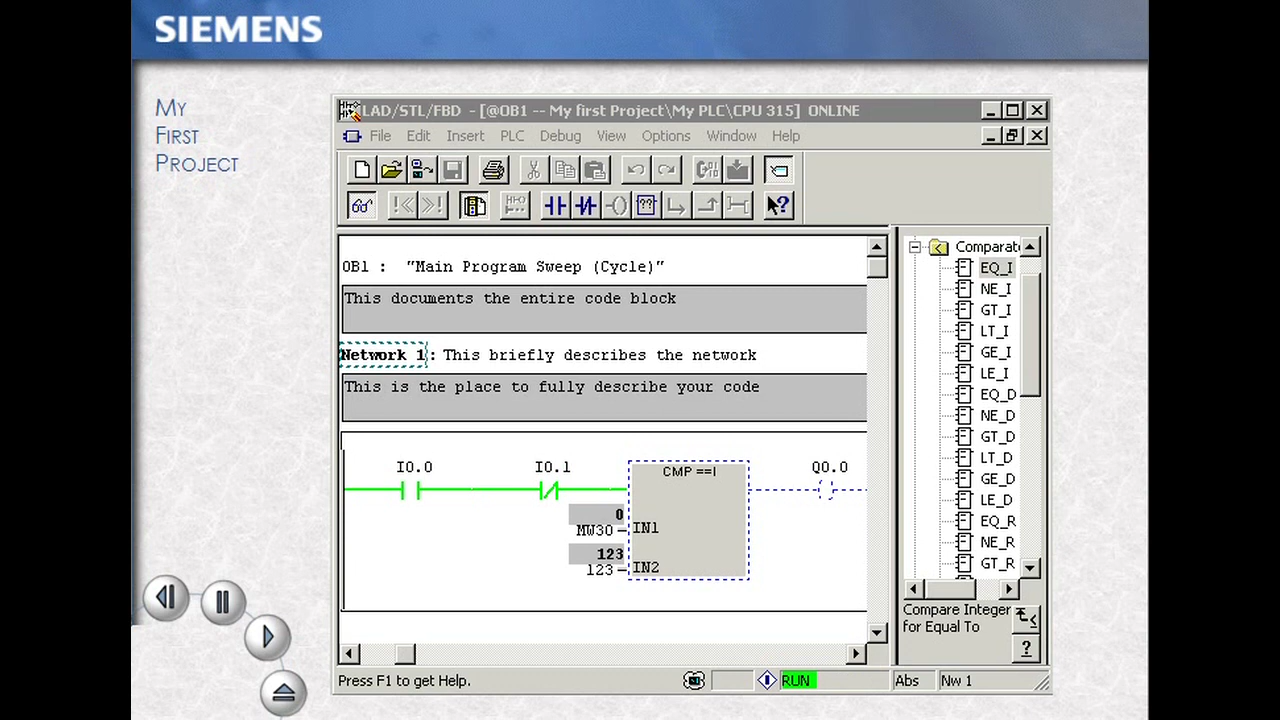 SIEMENS
MY
FIRST
PROJECT
LAD/STL/FBD - [@OB1 -- My first Project\My PLC\CPU 315] ONLINE
File Edit Insert PLC Debug View Options Window Help
OB1 : "Main Program Sweep (Cycle)"
This documents the entire code block
Network 1: This briefly describes the network
This is the place to fully describe your code
I0.0 I0.1 CMP ==I Q0.0
0
MW30 IN1
123
123 IN2
Comparat
EQ_I
NE_I
GT_I
LT_I
GE_I
LE_I
EQ_D
NE_D
GT_D
LT_D
GE_D
LE_D
EQ_R
NE_R
GT_R
Compare Integer
for Equal To
Press F1 to get Help. RUN Abs Nw 1